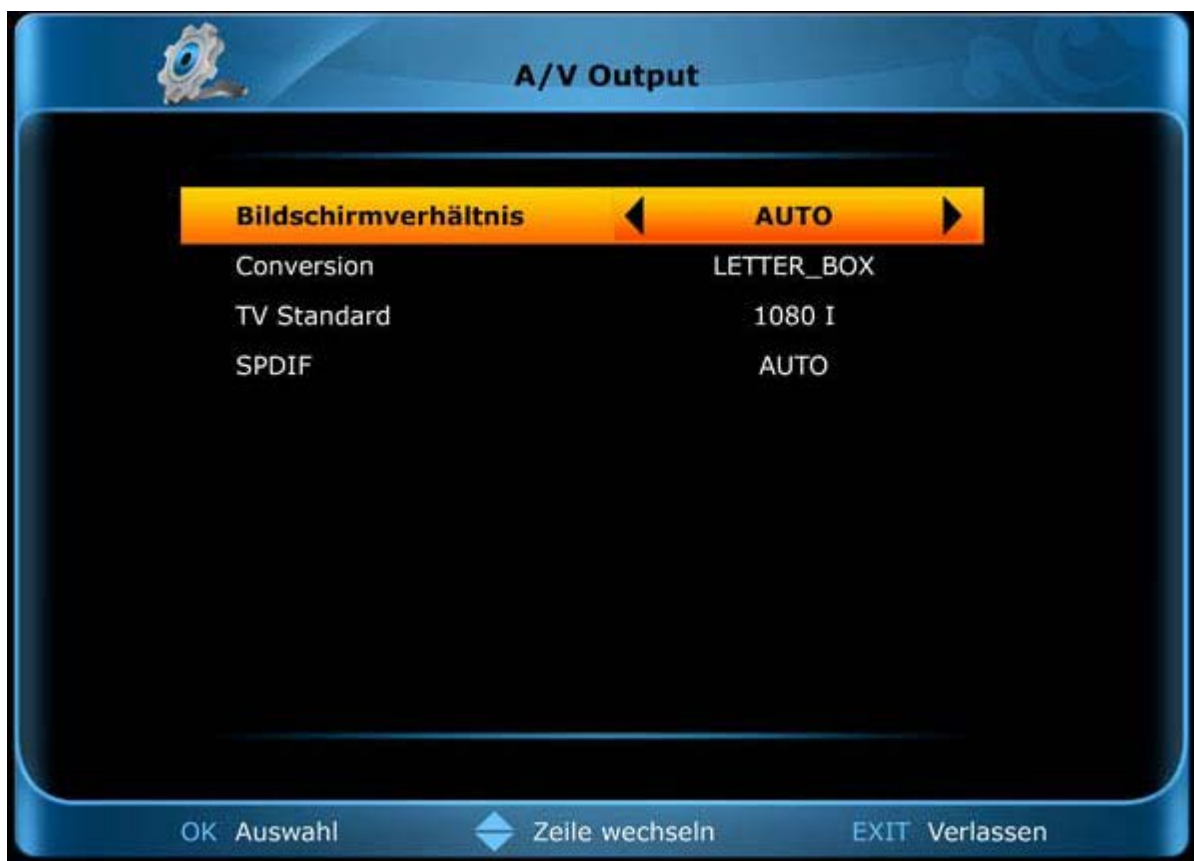 A/V Output
Bildschirmverhältnis AUTO
Conversion LETTER_BOX
TV Standard 1080 I
SPDIF AUTO
OK Auswahl Zeile wechseln EXIT Verlassen